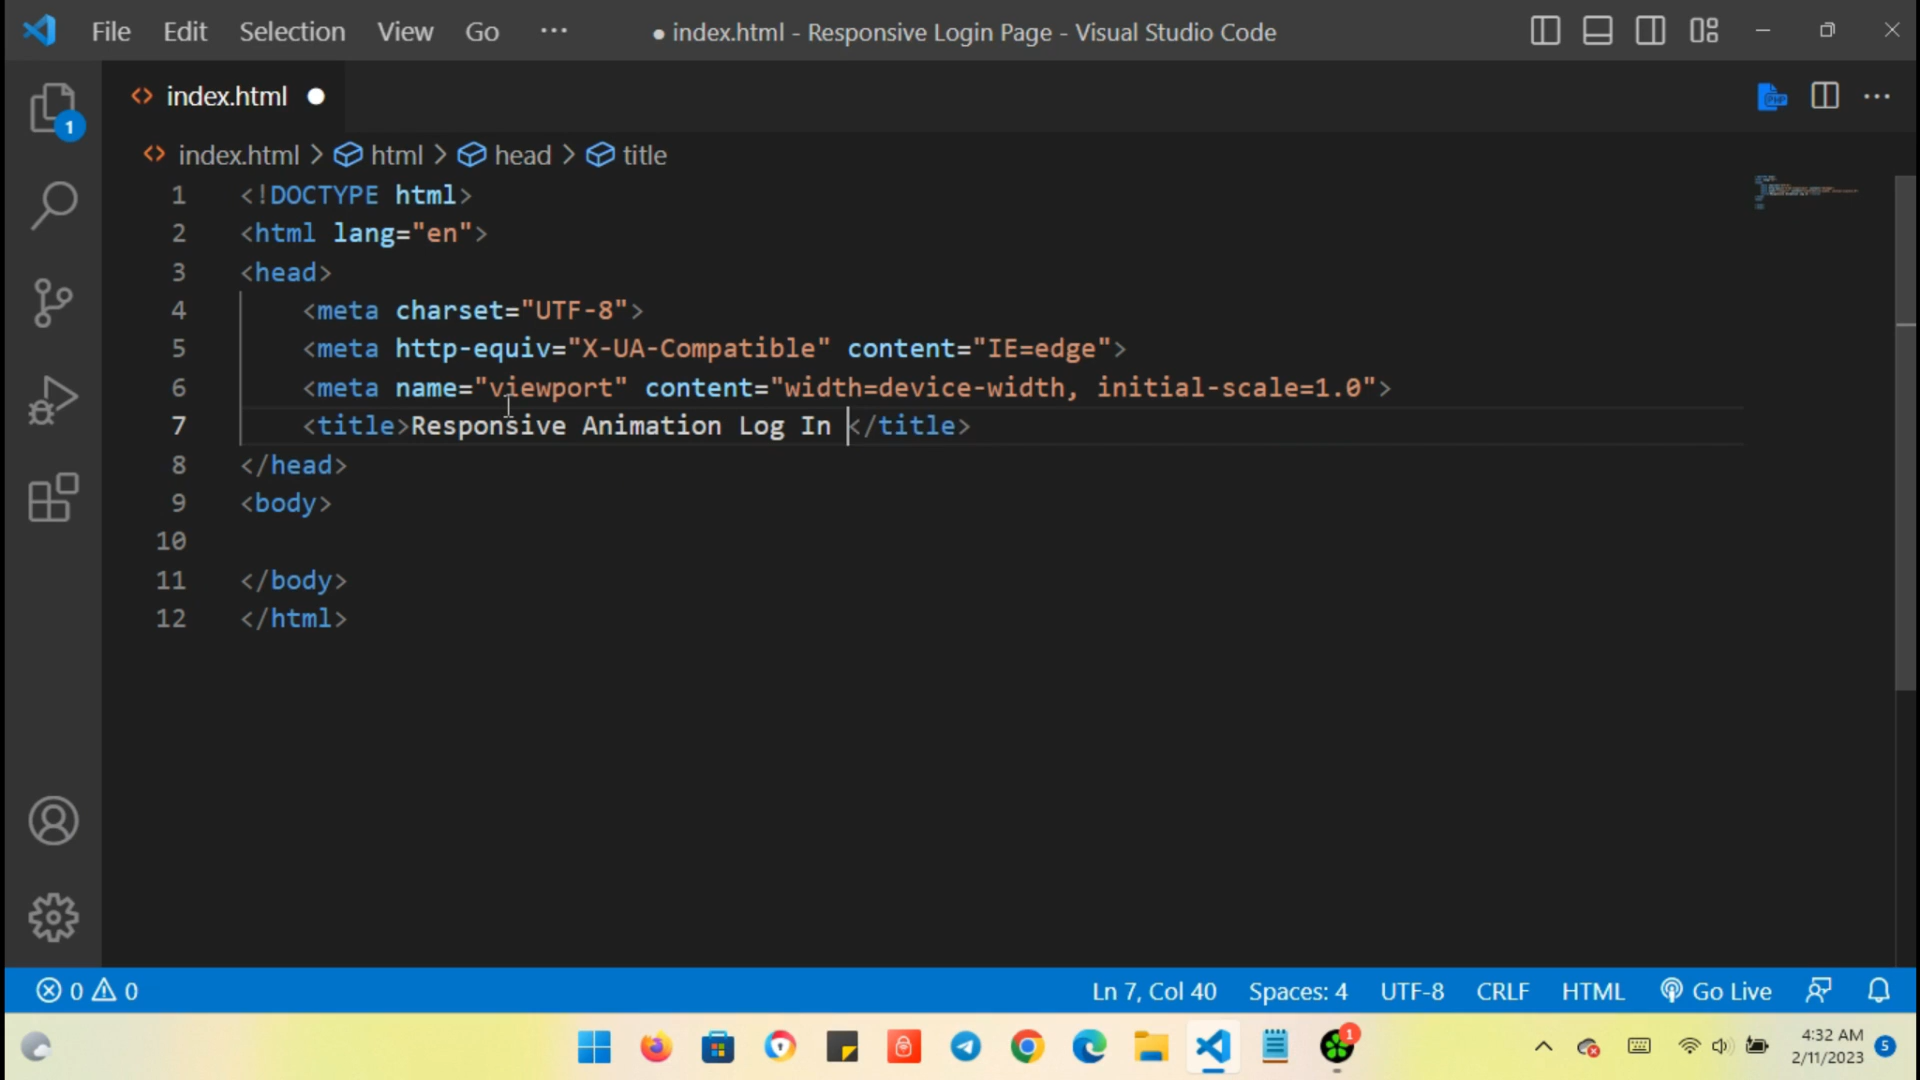 File Edit Selection View Go ··· ● index.html - Responsive Login Page - Visual Studio Code
<> index.html ●
<> index.html > html > head > title
1 <!DOCTYPE html>
2 <html lang="en">
3 <head>
4 <meta charset="UTF-8">
5 <meta http-equiv="X-UA-Compatible" content="IE=edge">
6 <meta name="viewport" content="width=device-width, initial-scale=1.0">
7 <title>Responsive Animation Log In </title>
8 </head>
9 <body>
10
11 </body>
12 </html>
1
PHP
0 0 Ln 7, Col 40 Spaces: 4 UTF-8 CRLF HTML Go Live
1
4:32 AM
2/11/2023
5